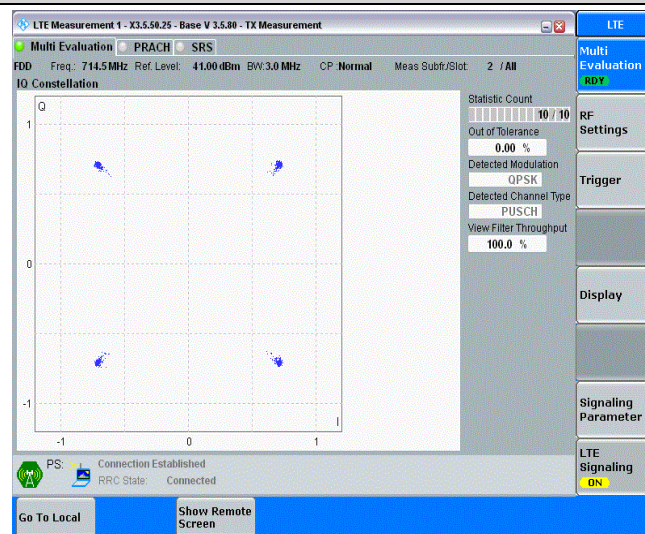 LTE Measurement 1 - X3.5.50.25 - Base V 3.5.80 - TX Measurement
LTE
Multi Evaluation PRACH SRS
Multi
Evaluation
RDY
FDD Freq.: 714.5 MHz Ref. Level: 41.00 dBm BW: 3.0 MHz CP :Normal Meas Subfr./Slot: 2 / All
IQ Constellation
Q
1
0
-1
-1 0 1
I
Statistic Count
10 / 10
Out of Tolerance
0.00 %
Detected Modulation
QPSK
Detected Channel Type
PUSCH
View Filter Throughput
100.0 %
RF
Settings
Trigger
Display
Signaling
Parameter
LTE
Signaling
ON
PS: Connection Established
RRC State: Connected
Go To Local
Show Remote
Screen